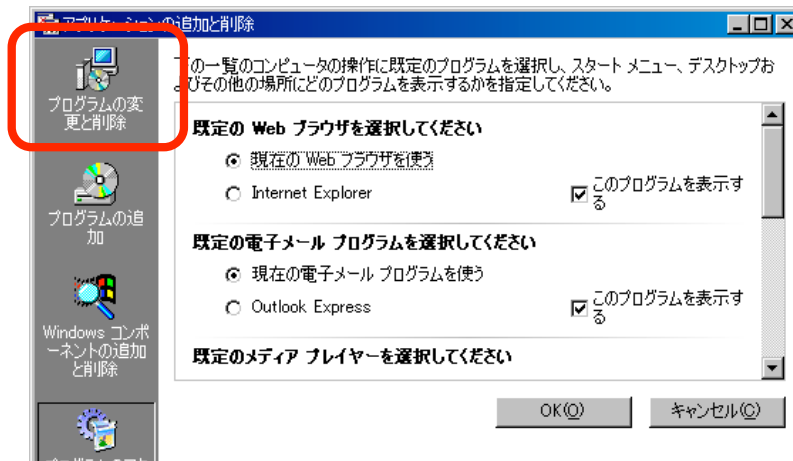 アプリケーションの追加と削除
プログラムの変
更と削除
プログラムの追
加
Windows コンポ
ーネントの追加
と削除
の一覧のコンピュータの操作に既定のプログラムを選択し、スタート メニュー、デスクトップお
よびその他の場所にどのプログラムを表示するかを指定してください。
既定の Web ブラウザを選択してください
現在の Web ブラウザを使う
Internet Explorer
このプログラムを表示す
る
既定の電子メール プログラムを選択してください
現在の電子メール プログラムを使う
Outlook Express
このプログラムを表示す
る
既定のメディア プレイヤーを選択してください
OK(O)
キャンセル(C)